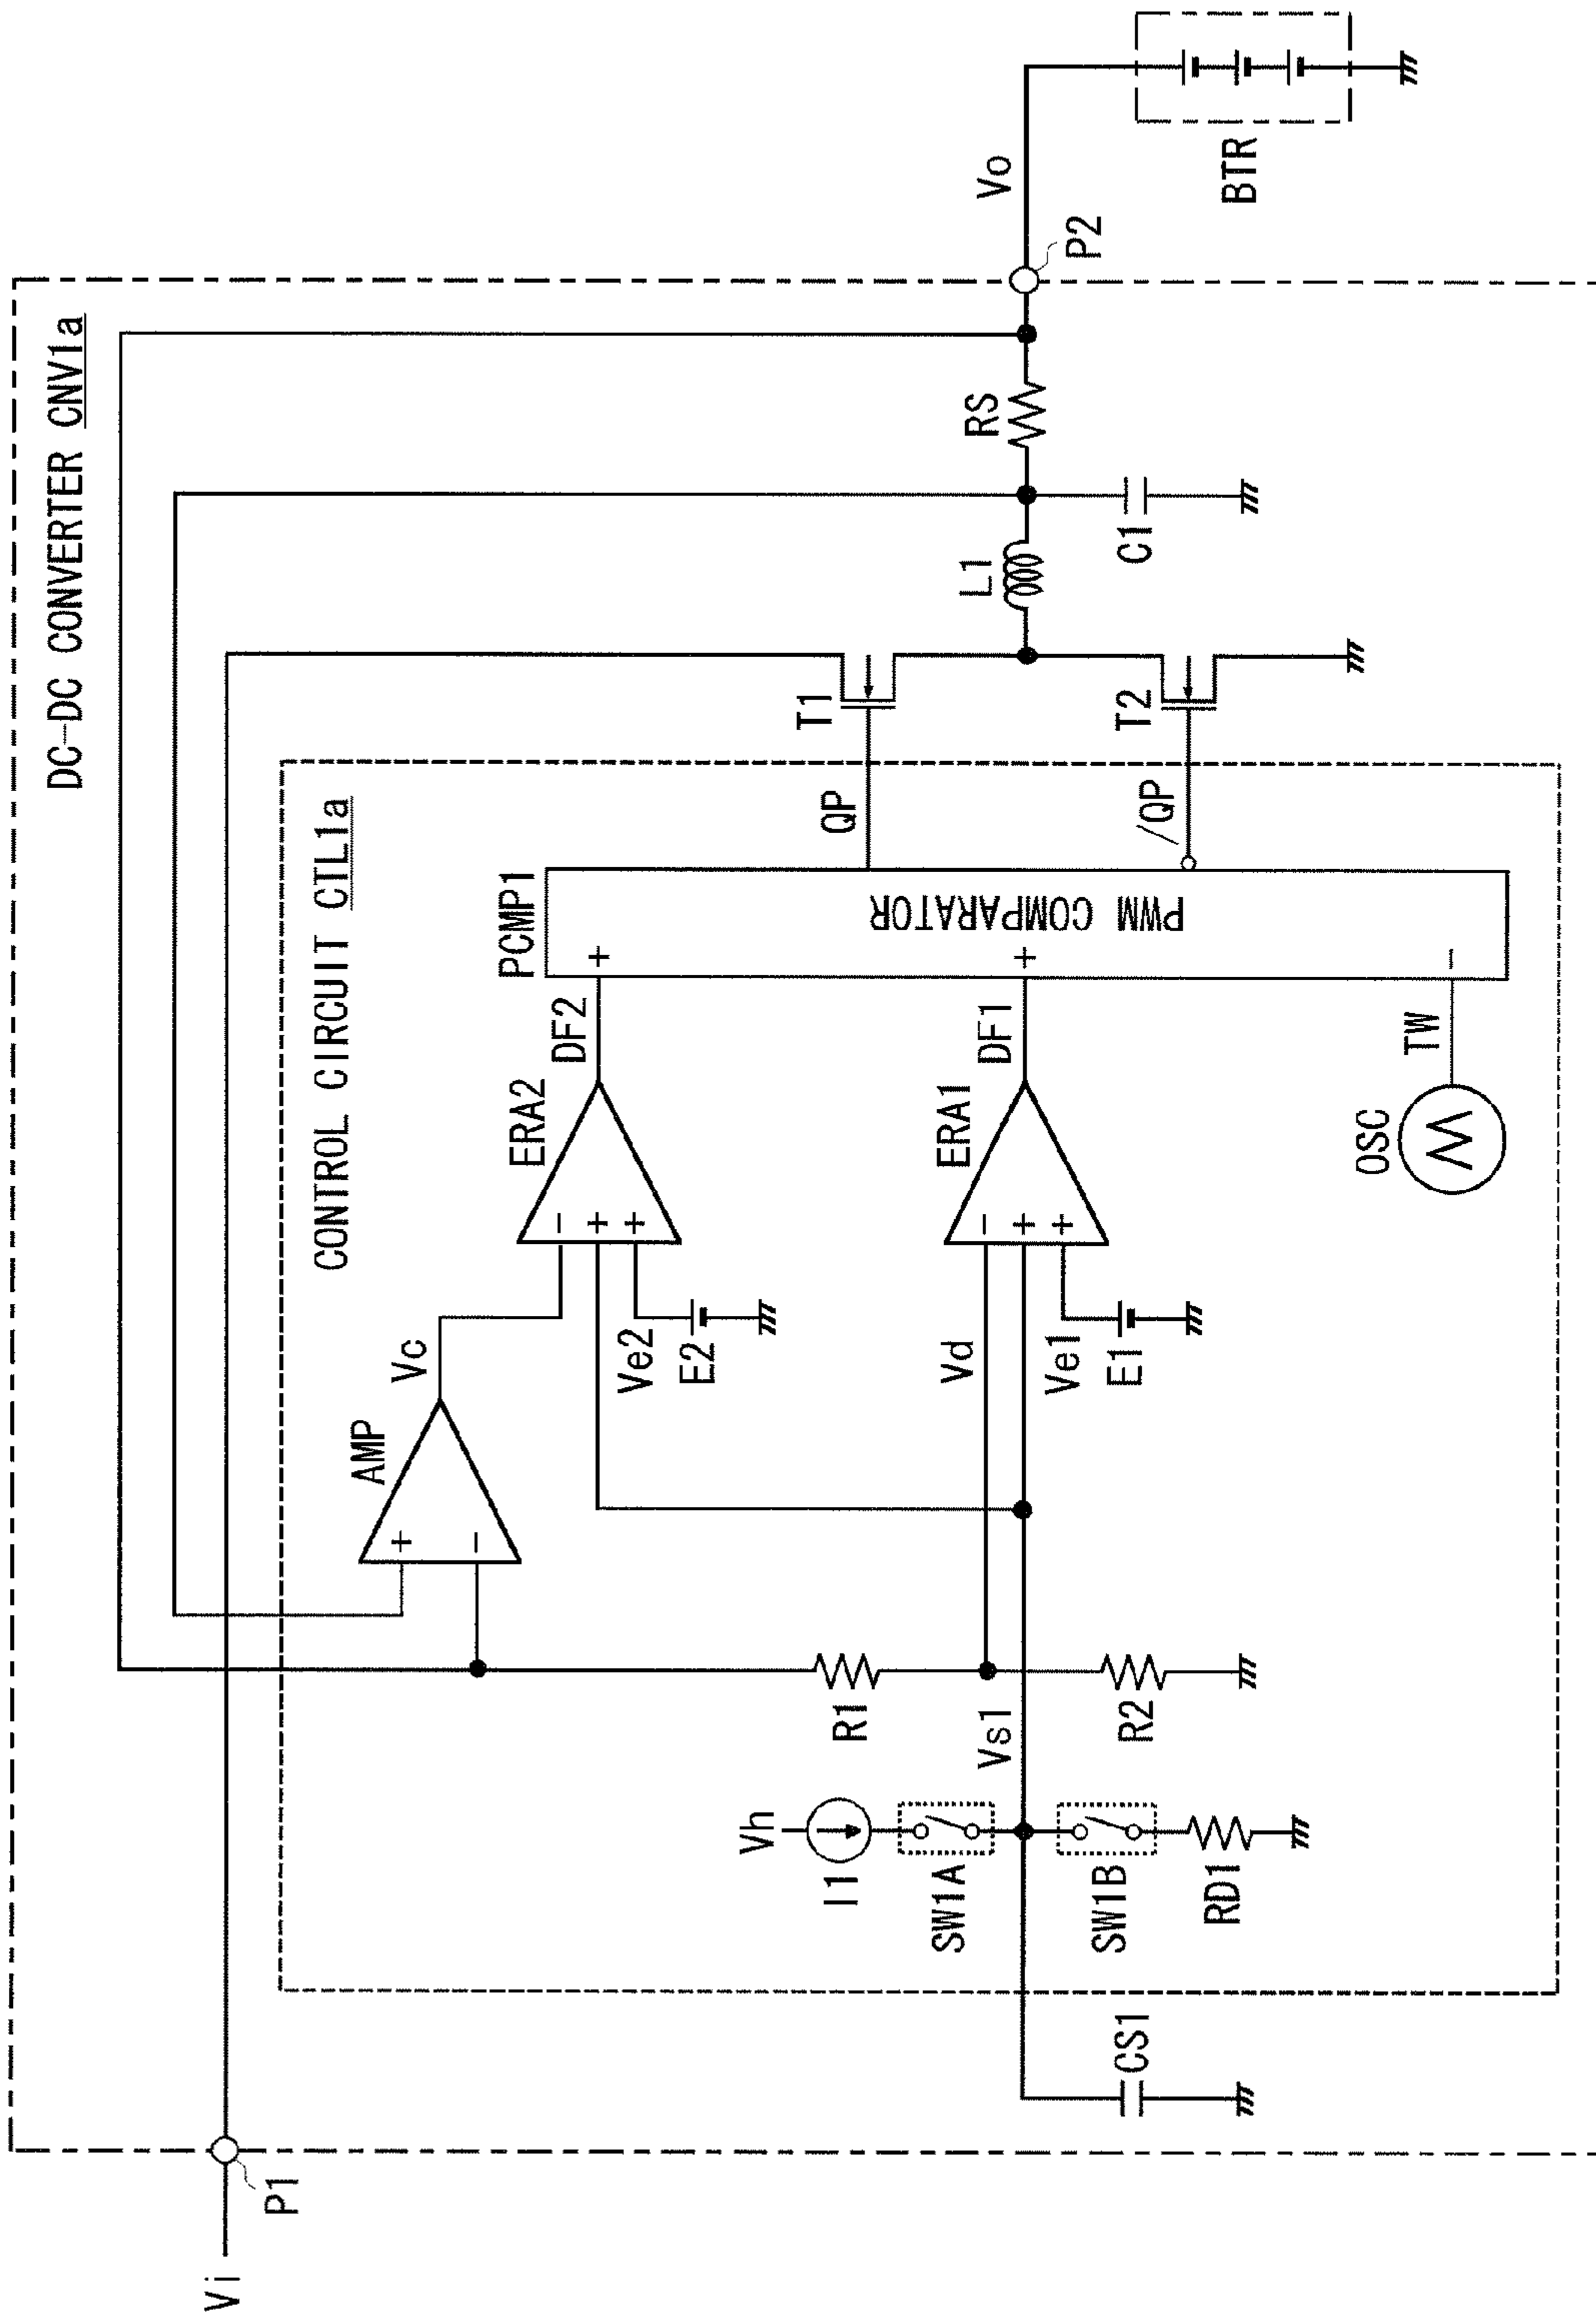 DC-DC CONVERTER CNV1a
CONTROL CIRCUIT CTL1a
Vi
P1
AMP
Vc
ERA2
DF2
PCMP1
PWM COMPARATOR
QP
/QP
T1
T2
L1
C1
RS
P2
Vo
BTR
Ve2
E2
Vd
ERA1
DF1
Ve1
E1
TW
OSC
R1
R2
Vs1
Vh
I1
SW1A
SW1B
RD1
CS1
+
-
-
+
+
-
+
+
+
+
-